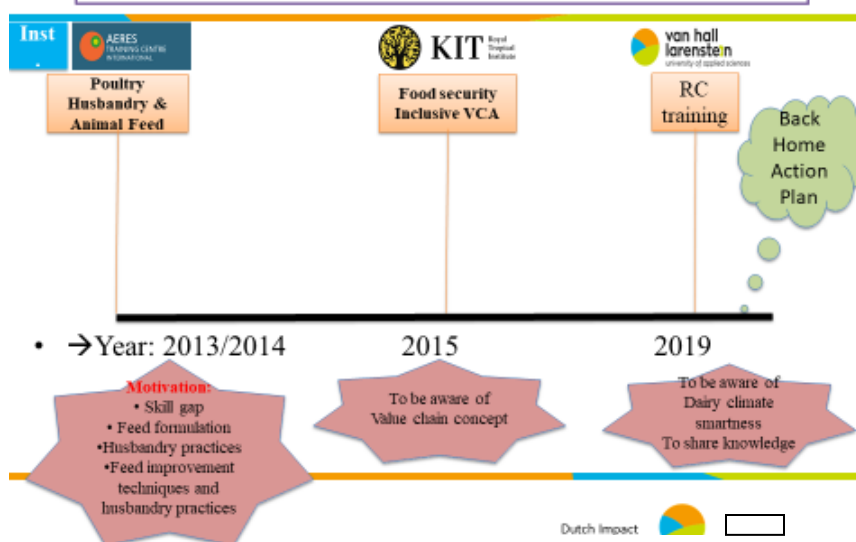 Inst
.
AERES
TRAINING CENTRE
INTERNATIONAL
KIT
Royal
Tropical
Institute
van hall
larenstein
university of applied sciences
Poultry
Husbandry &
Animal Feed
Food security
Inclusive VCA
RC
training
Back
Home
Action
Plan
• →Year: 2013/2014 2015 2019
Motivation:
• Skill gap
• Feed formulation
•Husbandry practices
•Feed improvement
techniques and
husbandry practices
To be aware of
Value chain concept
To be aware of
Dairy climate
smartness
To share knowledge
Dutch Impact